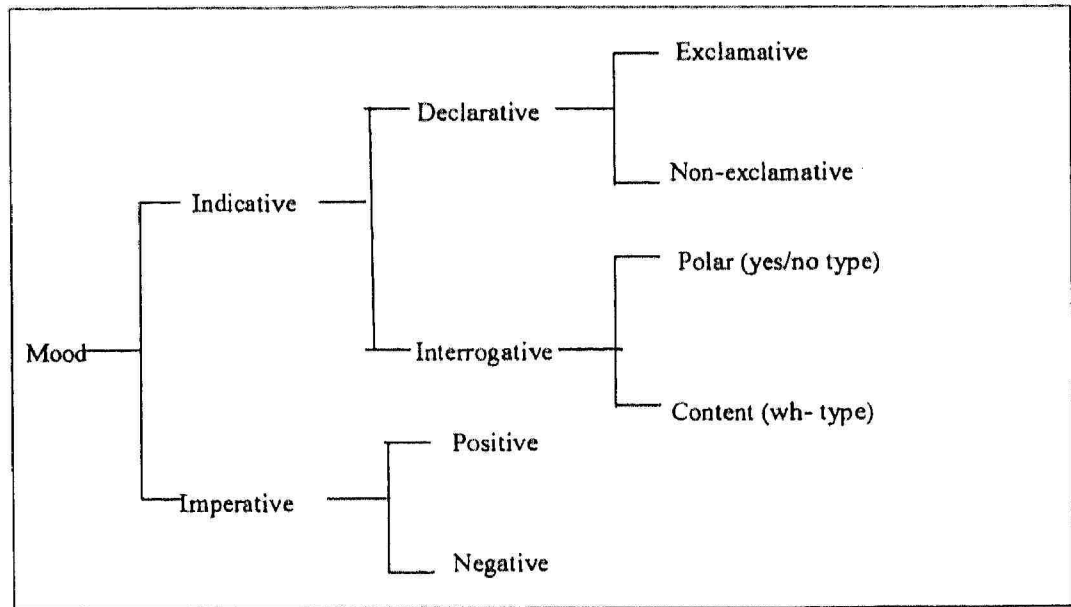 Exclamative
Declarative
Non-exclamative
Indicative
Polar (yes/no type)
Mood
Interrogative
Content (wh- type)
Positive
Imperative
Negative